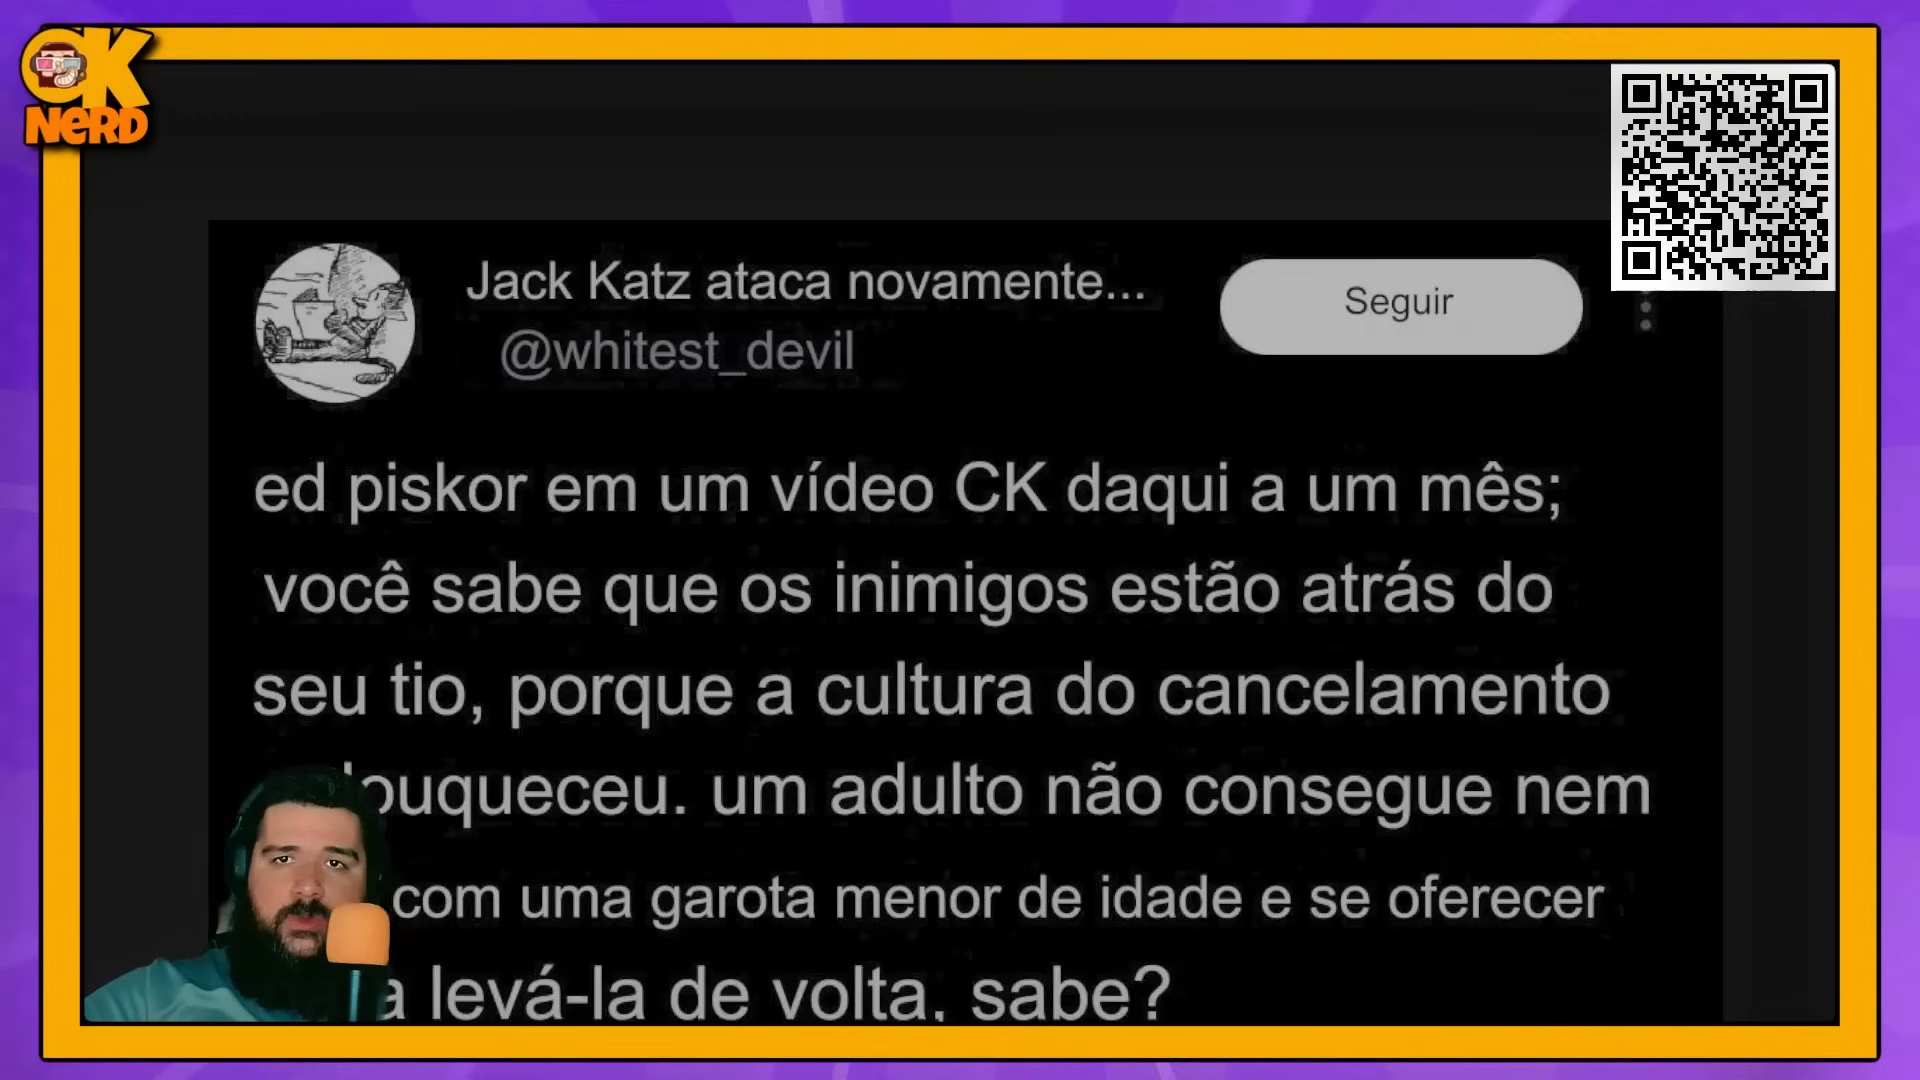 CK
NeRD
Jack Katz ataca novamente...
Seguir
@whitest_devil
ed piskor em um vídeo CK daqui a um mês;
você sabe que os inimigos estão atrás do
seu tio, porque a cultura do cancelamento
ouqueceu. um adulto não consegue nem
com uma garota menor de idade e se oferecer
a levá-la de volta, sabe?